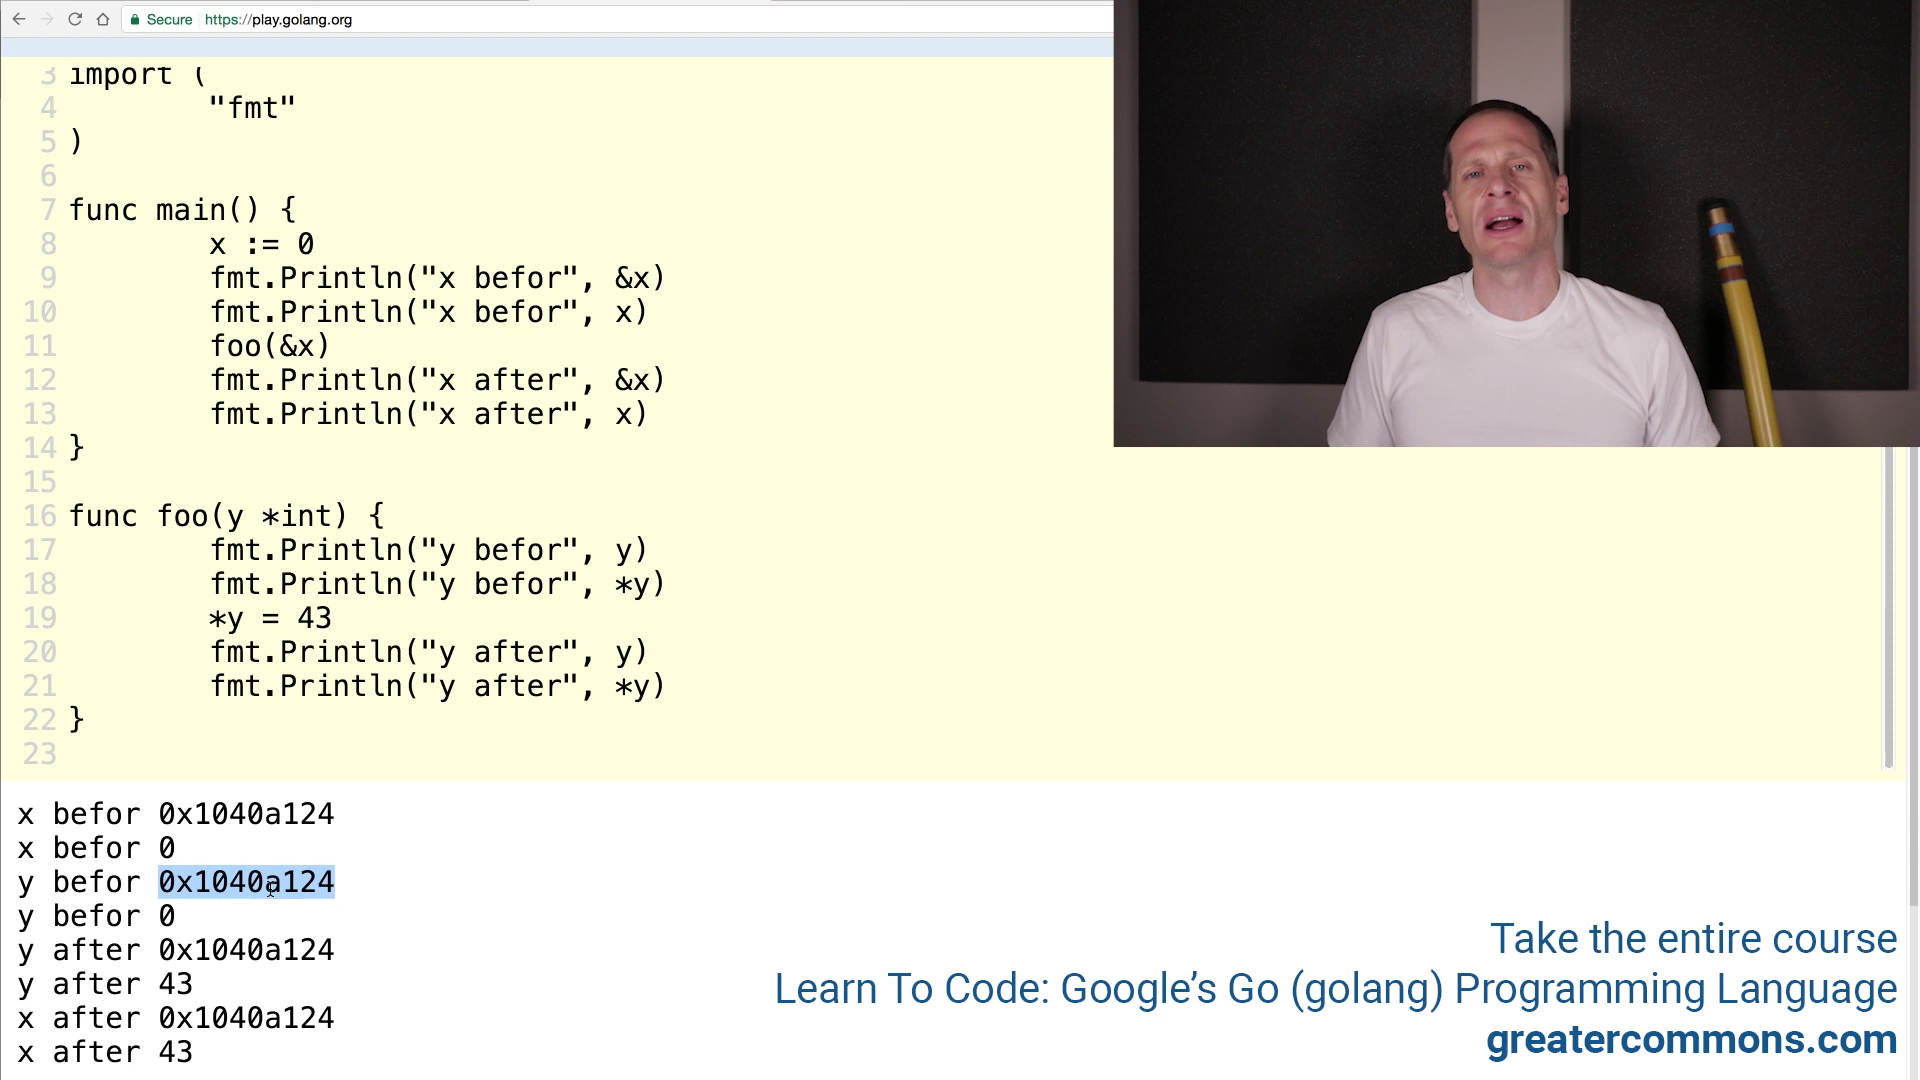 Secure https://play.golang.org
3 import (
4 "fmt"
5 )
6
7 func main() {
8 x := 0
9 fmt.Println("x befor", &x)
10 fmt.Println("x befor", x)
11 foo(&x)
12 fmt.Println("x after", &x)
13 fmt.Println("x after", x)
14 }
15
16 func foo(y *int) {
17 fmt.Println("y befor", y)
18 fmt.Println("y befor", *y)
19 *y = 43
20 fmt.Println("y after", y)
21 fmt.Println("y after", *y)
22 }
23
x befor 0x1040a124
x befor 0
y befor 0x1040a124
y befor 0
y after 0x1040a124
y after 43
x after 0x1040a124
x after 43
Take the entire course
Learn To Code: Google’s Go (golang) Programming Language
greatercommons.com